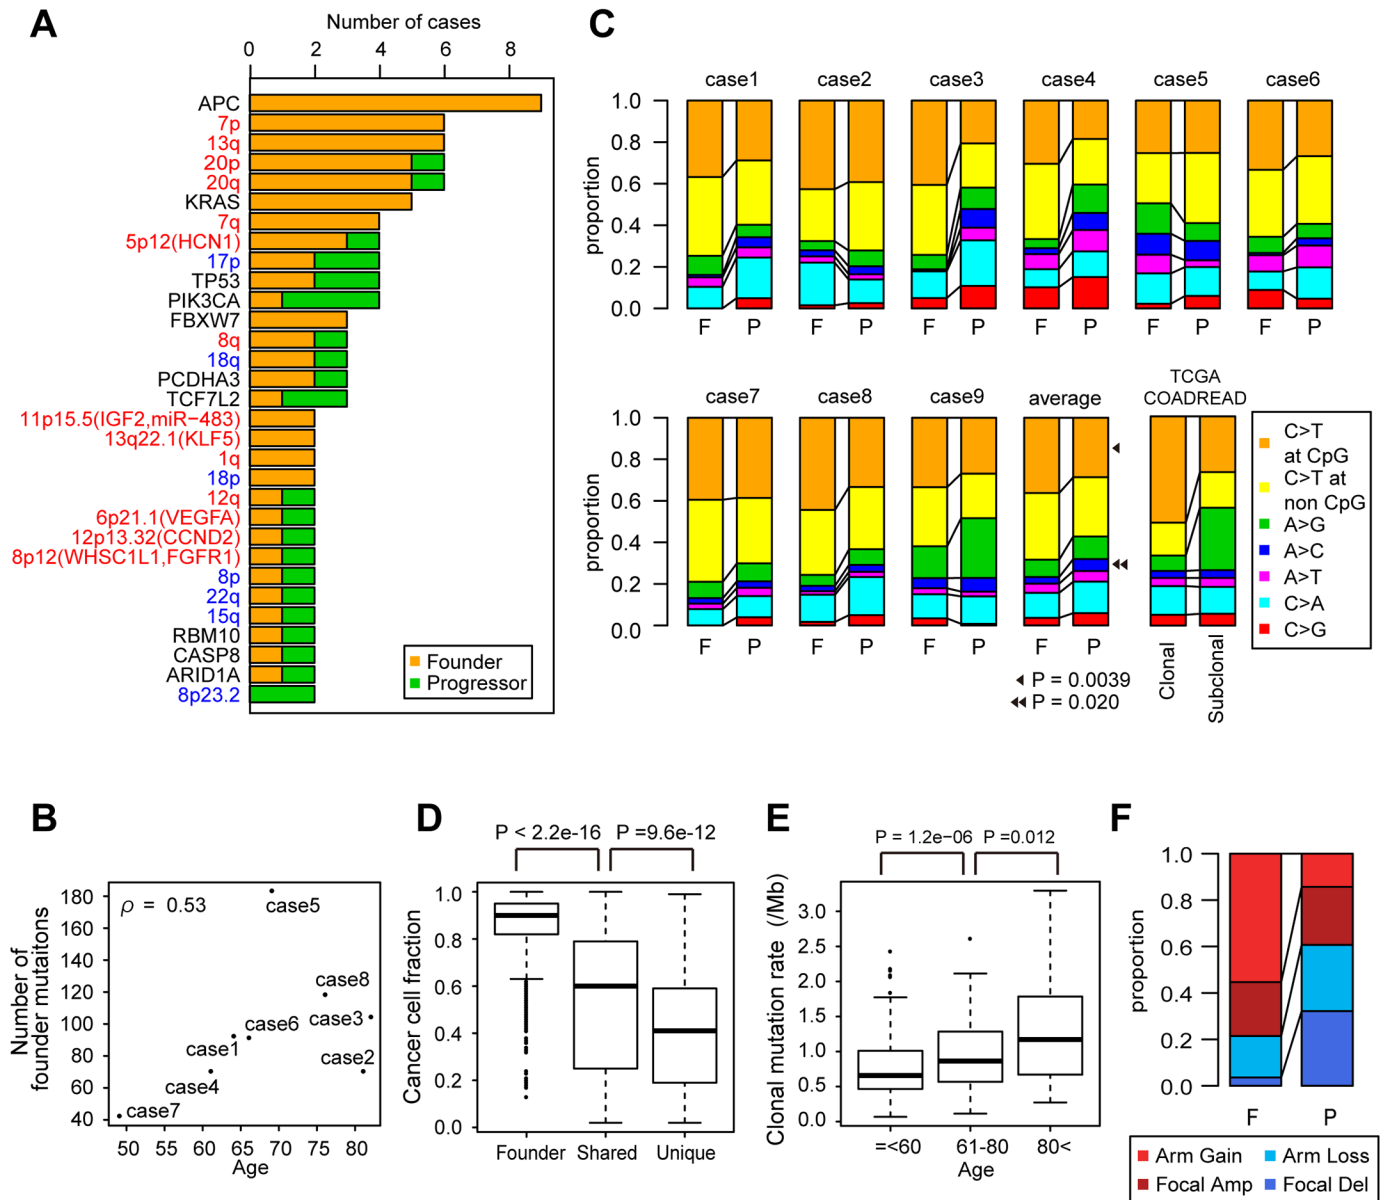 A
Number of cases
0 2 4 6 8
APC
7p
13q
20p
20q
KRAS
7q
5p12(HCN1)
17p
TP53
PIK3CA
FBXW7
8q
18q
PCDHA3
TCF7L2
11p15.5(IGF2,miR−483)
13q22.1(KLF5)
1q
18p
12q
6p21.1(VEGFA)
12p13.32(CCND2)
8p12(WHSC1L1,FGFR1)
8p
22q
15q
RBM10
CASP8
ARID1A
8p23.2
Founder
Progressor
C
case1 case2 case3 case4 case5 case6
proportion
1.0
0.8
0.6
0.4
0.2
0.0
F P F P F P F P F P F P
case7 case8 case9 average
TCGA
COADREAD
proportion
1.0
0.8
0.6
0.4
0.2
0.0
F P F P F P F P
Clonal
Subclonal
P = 0.0039
P = 0.020
C>T
at CpG
C>T at
non CpG
A>G
A>C
A>T
C>A
C>G
B
Number of
founder mutaitons
180
160
140
120
100
80
60
40
ρ = 0.53
case5
case8
case6
case3
case1
case2
case4
case7
50 55 60 65 70 75 80
Age
D
P < 2.2e-16 P =9.6e-12
Cancer cell fraction
1.0
0.8
0.6
0.4
0.2
0.0
Founder Shared Unique
E
P = 1.2e−06 P =0.012
Clonal mutation rate (/Mb)
3.0
2.5
2.0
1.5
1.0
0.5
0.0
=<60 61-80 80<
Age
F
proportion
1.0
0.8
0.6
0.4
0.2
0.0
F P
Arm Gain Arm Loss
Focal Amp Focal Del